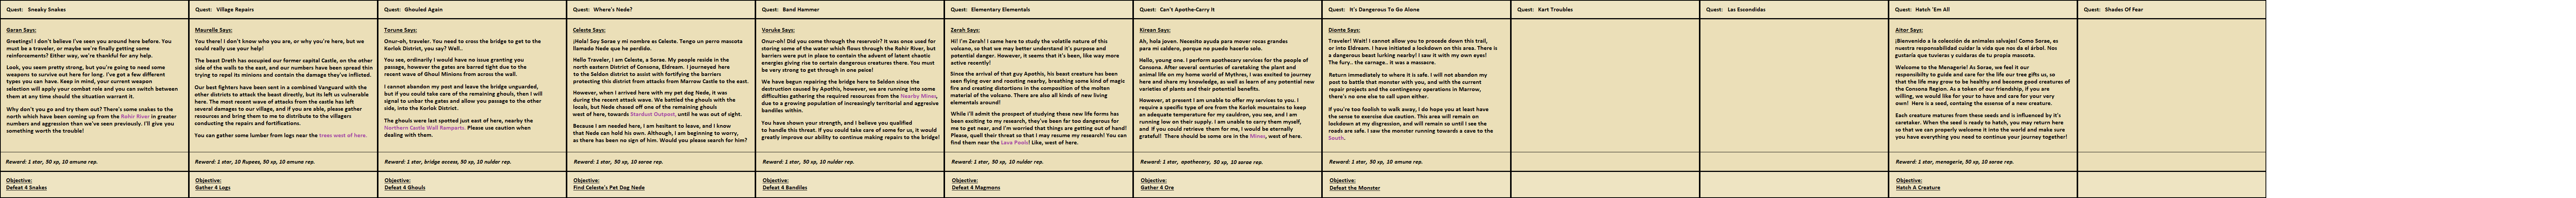 Quest: Sneaky Snakes
Garan Says:
Greetings! I don't believe I've seen you around here before. You
must be a traveler, or maybe we're finally getting some
reinforcements? Either way, we're thankful for any help.
Look, you seem pretty strong, but you're going to need some
weapons to survive out here for long. I've got a few different
types you can have. Keep in mind, your current weapon
selection will apply your combat role and you can switch between
them at any time should the situation warrant it.
Why don't you go and try them out? There's some snakes to the
north which have been coming up from the Rahir River in greater
numbers and aggression than we've seen previously. I'll give you
something worth the trouble!
Reward: 1 star, 50 xp, 10 amune rep.
Objective:
Defeat 4 Snakes
Quest: Village Repairs
Maurelle Says:
You there! I don't know who you are, or why you're here, but we
could really use your help!
The beast Dreth has occupied our former capital Castle, on the other
side of the walls to the east, and our numbers have been spread thin
trying to repel its minions and contain the damage they've inflicted.
Our best fighters have been sent in a combined Vanguard with the
other districts to attack the beast directly, but its left us vulnerable
here. The most recent wave of attacks from the castle has left
several damages to our village, and if you are able, please gather
resources and bring them to me to distribute to the villagers
conducting the repairs and fortifications.
You can gather some lumber from logs near the trees west of here.
Reward: 1 star, 10 Rupees, 50 xp, 10 amune rep.
Objective:
Gather 4 Logs
Quest: Ghouled Again
Torune Says:
Onur-oh, traveler. You need to cross the bridge to get to the
Korlok District, you say? Well..
You see, ordinarily I would have no issue granting you
passage, however the gates are barred tight due to the
recent wave of Ghoul Minions from across the wall.
I cannot abandon my post and leave the bridge unguarded,
but if you could take care of the remaining ghouls, then I will
signal to unbar the gates and allow you passage to the other
side, into the Korlok District.
The ghouls were last spotted just east of here, nearby the
Northern Castle Wall Ramparts. Please use caution when
dealing with them.
Reward: 1 star, bridge access, 50 xp, 10 nulder rep.
Objective:
Defeat 4 Ghouls
Quest: Where's Nede?
Celeste Says:
¡Hola! Soy Sorae y mi nombre es Celeste. Tengo un perro mascota
llamado Nede que he perdido.
Hello Traveler, I am Celeste, a Sorae. My people reside in the
north eastern District of Consona, Eldream. I journeyed here
to the Seldon district to assist with fortifying the barriers
protecting this district from attacks from Marrow Castle to the east.
However, when I arrived here with my pet dog Nede, it was
during the recent attack wave. We battled the ghouls with the
locals, but Nede chased off one of the remaining ghouls
west of here, towards Stardust Outpost, until he was out of sight.
Because I am needed here, I am hesitant to leave, and I know
that Nede can hold his own. Although, I am beginning to worry,
as there has been no sign of him. Would you please search for him?
Reward: 1 star, 50 xp, 10 sorae rep.
Objective:
Find Celeste's Pet Dog Nede
Quest: Band Hammer
Voruke Says:
Onur-oh! Did you come through the reservoir? It was once used for
storing some of the water which flows through the Rahir River, but
barriers were put in place to contain the advent of latent chaotic
energies giving rise to certain dangerous creatures there. You must
be very strong to get through in one peice!
We have begun repairing the bridge here to Seldon since the
destruction caused by Apothis, however, we are running into some
difficulties gathering the required resources from the Nearby Mines,
due to a growing population of increasingly territorial and aggresive
bandiles within.
You have shown your strength, and I believe you qualified
to handle this threat. If you could take care of some for us, it would
greatly improve our ability to continue making repairs to the bridge!
Reward: 1 star, 50 xp, 10 nulder rep.
Objective:
Defeat 4 Bandiles
Quest: Elementary Elementals
Zarah Says:
Hi! I'm Zarah! I came here to study the volatile nature of this
volcano, so that we may better understand it's purpose and
potential danger. However, it seems that it's been, like, way more
active recently!
Since the arrival of that guy Apothis, his beast creature has been
seen flying over and roosting nearby, breathing some kind of magic
fire and creating distortions in the composition of the molten
material of the volcano. There are also all kinds of new living
elementals around!
While I'll admit the prospect of studying these new life forms has
been exciting to my research, they've been far too dangerous for
me to get near, and I'm worried that things are getting out of hand!
Please, quell their threat so that I may resume my research! You can
find them near the Lava Pools! Like, west of here.
Reward: 1 star, 50 xp, 10 nulder rep.
Objective:
Defeat 4 Magmons
Quest: Can't Apothe-Carry It
Kirean Says:
Ah, hola joven. Necesito ayuda para mover rocas grandes
para mi caldero, porque no puedo hacerlo solo.
Hello, young one. I perform apothecary services for the people of
Consona. After several centuries of caretaking the plant and
animal life on my home world of Mythres, I was excited to journey
here and share my knowledge, as well as learn of any potential new
varieties of plants and their potential benefits.
However, at present I am unable to offer my services to you. I
require a specific type of ore from the Korlok mountains to keep
an adequate temperature for my cauldron, you see, and I am
running low on their supply. I am unable to carry them myself,
and if you could retrieve them for me, I would be eternally
grateful! There should be some ore in the Mines, west of here.
Reward: 1 star, apothecary, 50 xp, 10 sorae rep.
Objective:
Gather 4 Ore
Quest: It's Dangerous To Go Alone
Dionte Says:
Traveler! Wait! I cannot allow you to procede down this trail,
or into Eldream. I have initiated a lockdown on this area. There is
a dangerous beast lurking nearby! I saw it with my own eyes!
The fury.. the carnage.. it was a massacre.
Return immediately to where it is safe. I will not abandon my
post to battle that monster with you, and with the current
repair projects and the contingency operations in Marrow,
there's no one else to call upon either.
If you're too foolish to walk away, I do hope you at least have
the sense to exercise due caution. This area will remain on
lockdown at my disgression, and will remain so until I see the
roads are safe. I saw the monster running towards a cave to the
South.
Reward: 1 star, 50 xp, 10 amune rep.
Objective:
Defeat the Monster
Quest: Kart Troubles
Quest: Las Escondidas
Quest: Hatch 'Em All
Aitor Says:
¡Bienvenido a la colección de animales salvajes! Como Sorae, es
nuestra responsabilidad cuidar la vida que nos da el árbol. Nos
gustaría que tuvieras y cuidaras de tu propia mascota.
Welcome to the Menagerie! As Sorae, we feel it our
responsibilty to guide and care for the life our tree gifts us, so
that the life may grow to be healthy and become good creatures of
the Consona Region. As a token of our friendship, if you are
willing, we would like for your to have and care for your very
own! Here is a seed, containg the essense of a new creature.
Each creature matures from these seeds and is influenced by it's
caretaker. When the seed is ready to hatch, you may return here
so that we can properly welcome it into the world and make sure
you have everything you need to continue your journey together!
Reward: 1 star, menagerie, 50 xp, 10 sorae rep.
Objective:
Hatch A Creature
Quest: Shades Of Fear